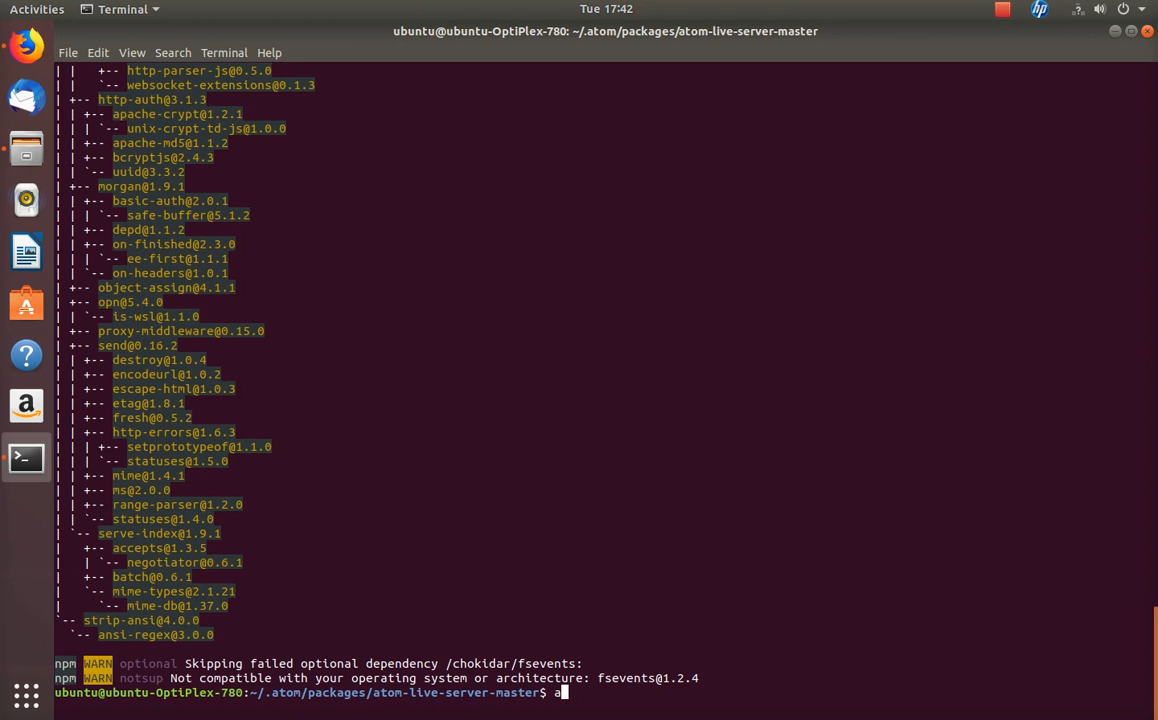 Activities Terminal Tue 17:42
ubuntu@ubuntu-OptiPlex-780: ~/.atom/packages/atom-live-server-master
File Edit View Search Terminal Help
| |   +-- http-parser-js@0.5.0
| |   `-- websocket-extensions@0.1.3
| +-- http-auth@3.1.3
| | +-- apache-crypt@1.2.1
| | | `-- unix-crypt-td-js@1.0.0
| | +-- apache-md5@1.1.2
| | +-- bcryptjs@2.4.3
| | `-- uuid@3.3.2
| +-- morgan@1.9.1
| | +-- basic-auth@2.0.1
| | | `-- safe-buffer@5.1.2
| | +-- depd@1.1.2
| | +-- on-finished@2.3.0
| | | `-- ee-first@1.1.1
| | `-- on-headers@1.0.1
| +-- object-assign@4.1.1
| +-- opn@5.4.0
| | `-- is-wsl@1.1.0
| +-- proxy-middleware@0.15.0
| +-- send@0.16.2
| | +-- destroy@1.0.4
| | +-- encodeurl@1.0.2
| | +-- escape-html@1.0.3
| | +-- etag@1.8.1
| | +-- fresh@0.5.2
| | +-- http-errors@1.6.3
| | | +-- setprototypeof@1.1.0
| | | `-- statuses@1.5.0
| | +-- mime@1.4.1
| | +-- ms@2.0.0
| | +-- range-parser@1.2.0
| | `-- statuses@1.4.0
| `-- serve-index@1.9.1
|   +-- accepts@1.3.5
|   | `-- negotiator@0.6.1
|   +-- batch@0.6.1
|   `-- mime-types@2.1.21
|     `-- mime-db@1.37.0
`-- strip-ansi@4.0.0
  `-- ansi-regex@3.0.0
npm WARN optional Skipping failed optional dependency /chokidar/fsevents:
npm WARN notsup Not compatible with your operating system or architecture: fsevents@1.2.4
ubuntu@ubuntu-OptiPlex-780:~/.atom/packages/atom-live-server-master$ a